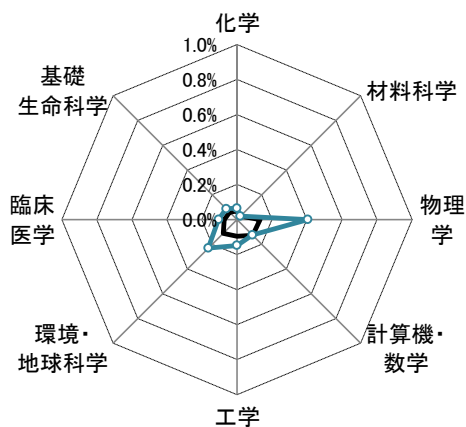 化学
1.0%
0.8%
0.6%
0.4%
0.2%
0.0%
材料科学
物理
学
計算機・
数学
工学
環境・
地球科学
臨床
医学
基礎
生命科学